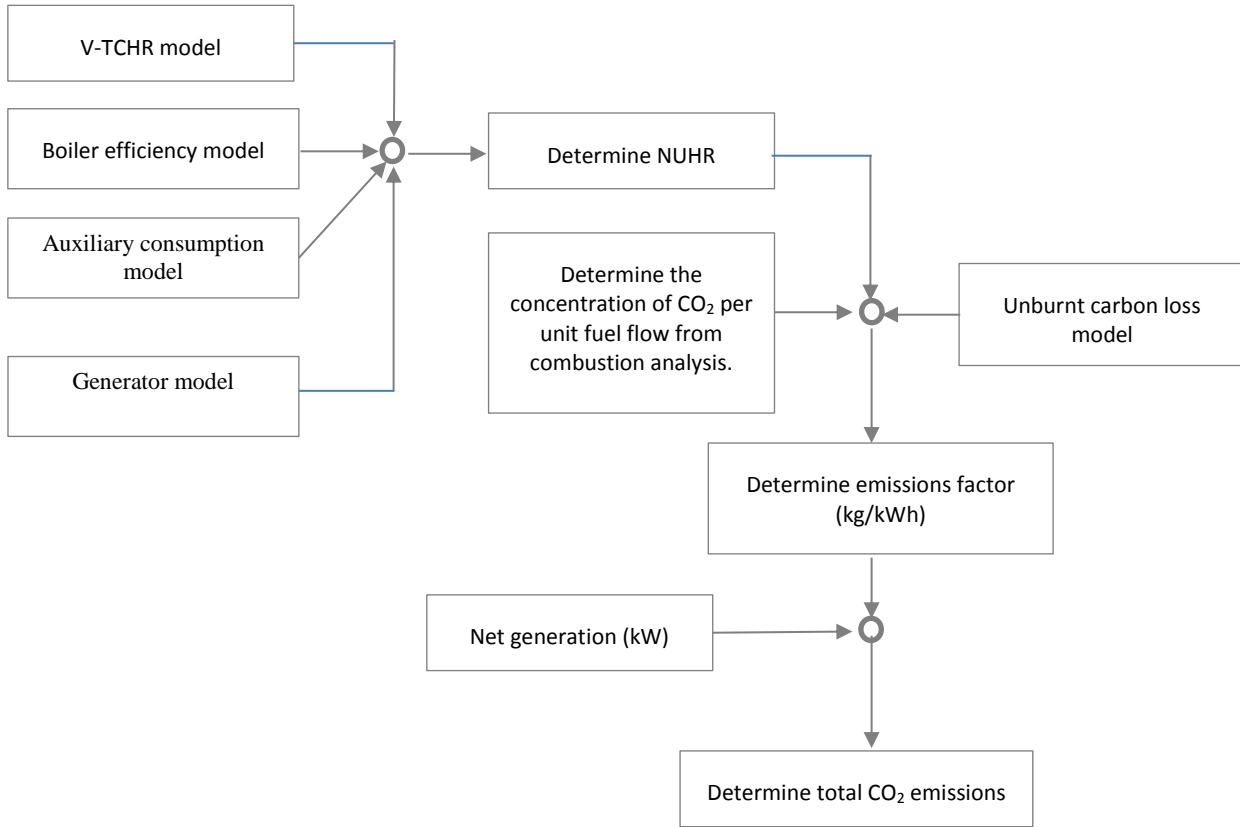 V-TCHR model
Boiler efficiency model
Determine NUHR
Auxiliary consumption
model
Determine the
concentration of CO₂ per
unit fuel flow from
combustion analysis.
Unburnt carbon loss
model
Generator model
Determine emissions factor
(kg/kWh)
Net generation (kW)
Determine total CO₂ emissions